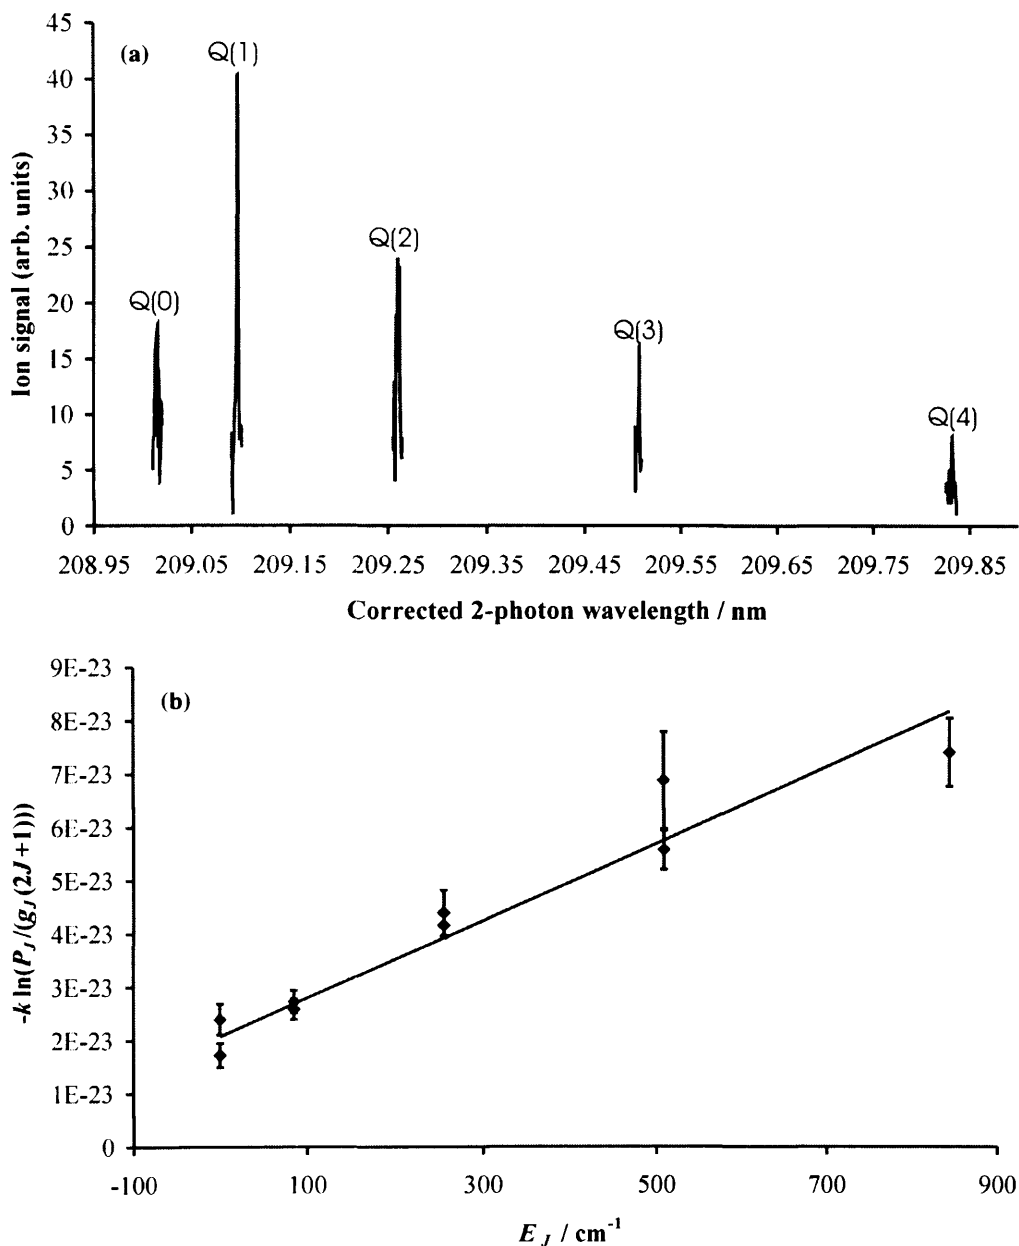 (a)
45
40
35
30
25
20
15
10
5
0
Ion signal (arb. units)
Q(0)
Q(1)
Q(2)
Q(3)
Q(4)
208.95 209.05 209.15 209.25 209.35 209.45 209.55 209.65 209.75 209.85
Corrected 2-photon wavelength / nm
(b)
9E-23
8E-23
7E-23
6E-23
5E-23
4E-23
3E-23
2E-23
1E-23
0
-k ln(P_J/(g_J(2J+1)))
-100 100 300 500 700 900
E_J / cm⁻¹